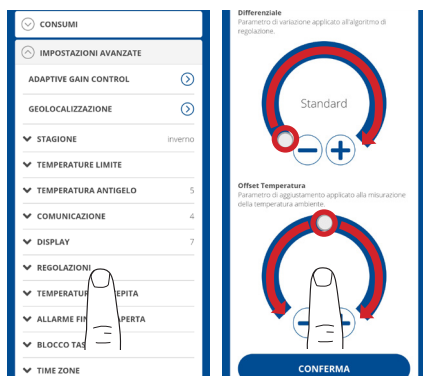 CONSUMI
IMPOSTAZIONI AVANZATE
ADAPTIVE GAIN CONTROL
GEOLOCALIZZAZIONE
STAGIONE inverno
TEMPERATURE LIMITE
TEMPERATURA ANTIGELO 5
COMUNICAZIONE 4
DISPLAY 7
REGOLAZIONI
TEMPERATUR EPITA
ALLARME FIN PERTA
BLOCCO TAS
TIME ZONE
Differenziale
Parametro di variazione applicato all'algoritmo di
regolazione.
Standard
Offset Temperatura
Parametro di aggiustamento applicato alla misurazione
della temperatura ambiente.
CONFERMA